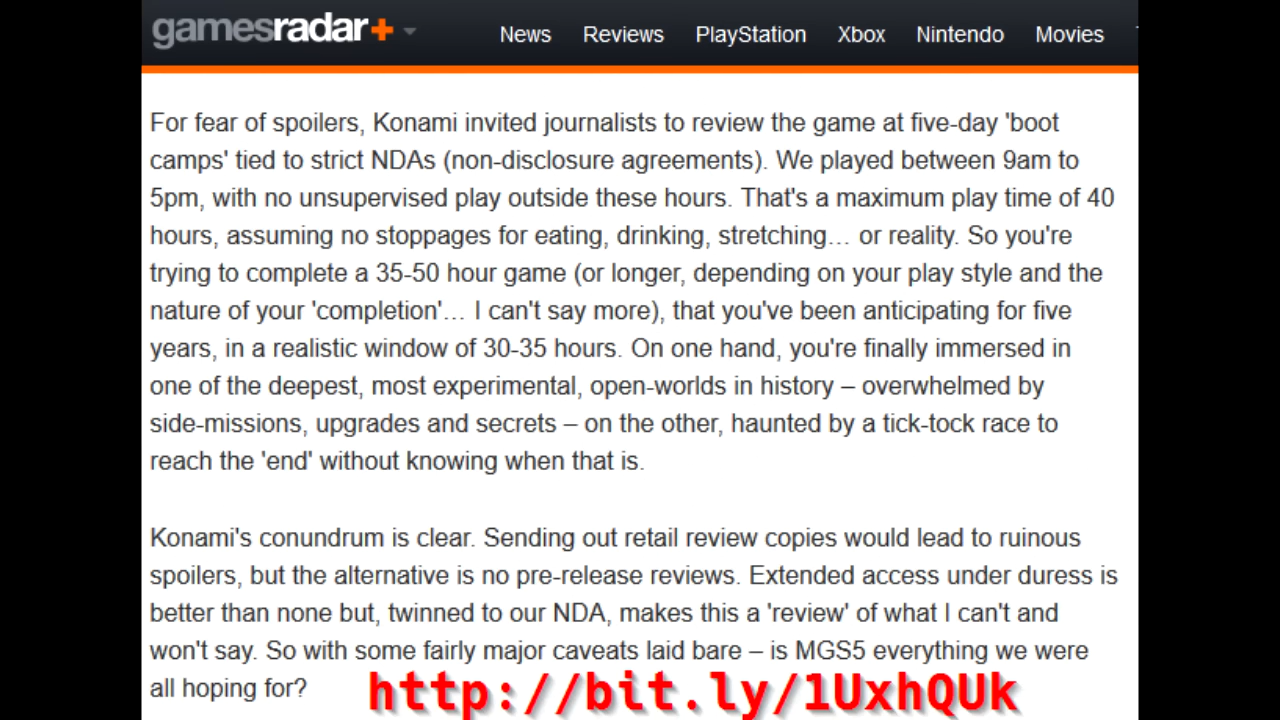 gamesradar+
News Reviews PlayStation Xbox Nintendo Movies
For fear of spoilers, Konami invited journalists to review the game at five-day 'boot
camps' tied to strict NDAs (non-disclosure agreements). We played between 9am to
5pm, with no unsupervised play outside these hours. That's a maximum play time of 40
hours, assuming no stoppages for eating, drinking, stretching… or reality. So you're
trying to complete a 35-50 hour game (or longer, depending on your play style and the
nature of your 'completion'… I can't say more), that you've been anticipating for five
years, in a realistic window of 30-35 hours. On one hand, you're finally immersed in
one of the deepest, most experimental, open-worlds in history – overwhelmed by
side-missions, upgrades and secrets – on the other, haunted by a tick-tock race to
reach the 'end' without knowing when that is.
Konami's conundrum is clear. Sending out retail review copies would lead to ruinous
spoilers, but the alternative is no pre-release reviews. Extended access under duress is
better than none but, twinned to our NDA, makes this a 'review' of what I can't and
won't say. So with some fairly major caveats laid bare – is MGS5 everything we were
all hoping for?
http://bit.ly/1UxhQUk